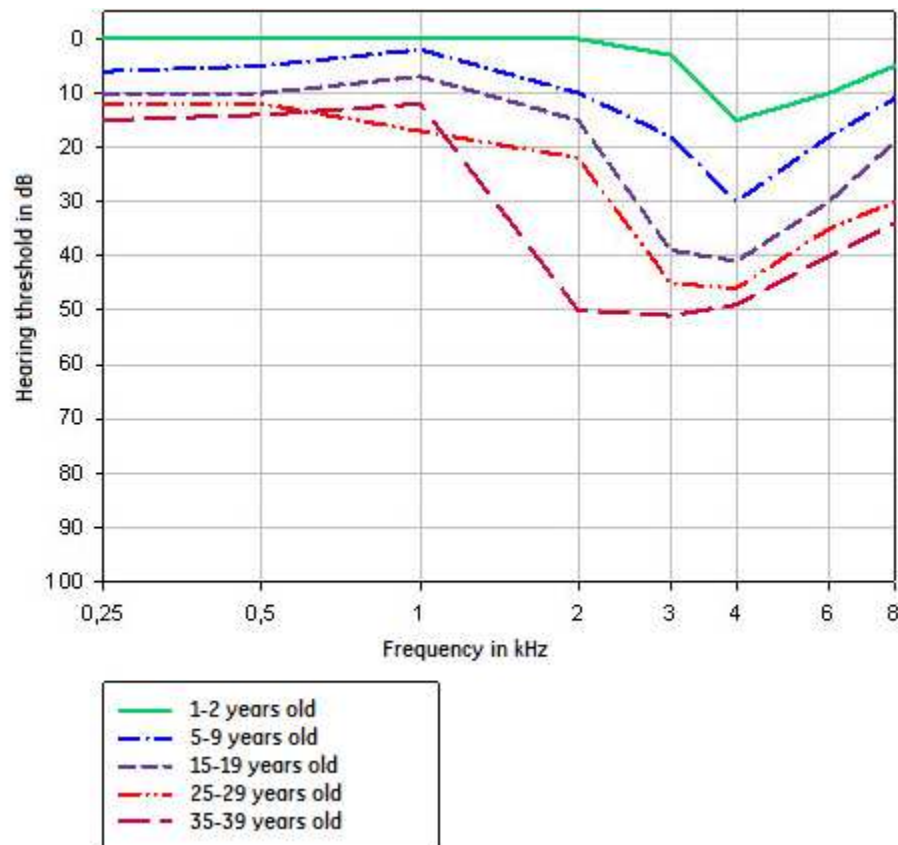 0
10
20
30
40
50
60
70
80
90
100
Hearing threshold in dB
0,25 0,5 1 2 3 4 6 8
Frequency in kHz
1-2 years old
5-9 years old
15-19 years old
25-29 years old
35-39 years old